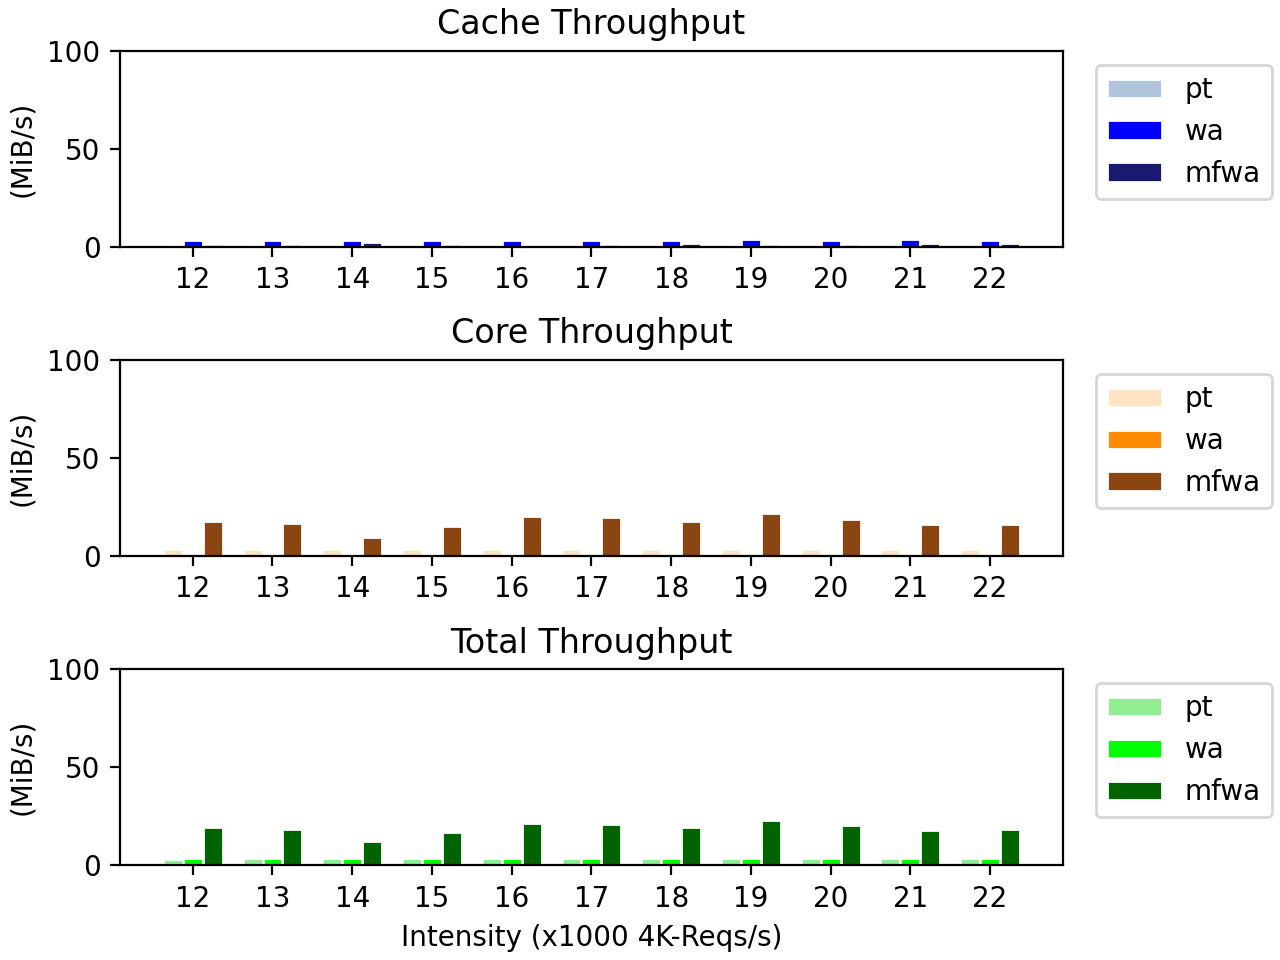 Cache Throughput
100
50
0
(MiB/s)
12 13 14 15 16 17 18 19 20 21 22
pt
wa
mfwa
Core Throughput
100
50
0
(MiB/s)
12 13 14 15 16 17 18 19 20 21 22
pt
wa
mfwa
Total Throughput
100
50
0
(MiB/s)
12 13 14 15 16 17 18 19 20 21 22
Intensity (x1000 4K-Reqs/s)
pt
wa
mfwa